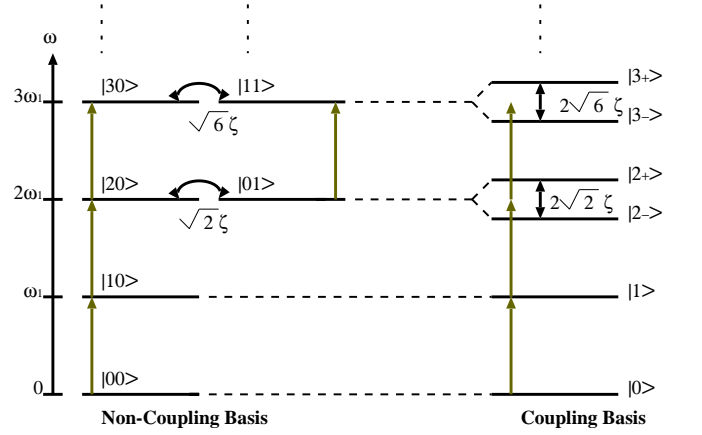 ω
|30> |11> |3+>
3ω₁ √6 ζ 2√6 ζ |3−>
|20> |01> |2+>
2ω₁ √2 ζ 2√2 ζ |2−>
|10>
ω₁ |1>
|00>
0 |0>
Non-Coupling Basis Coupling Basis